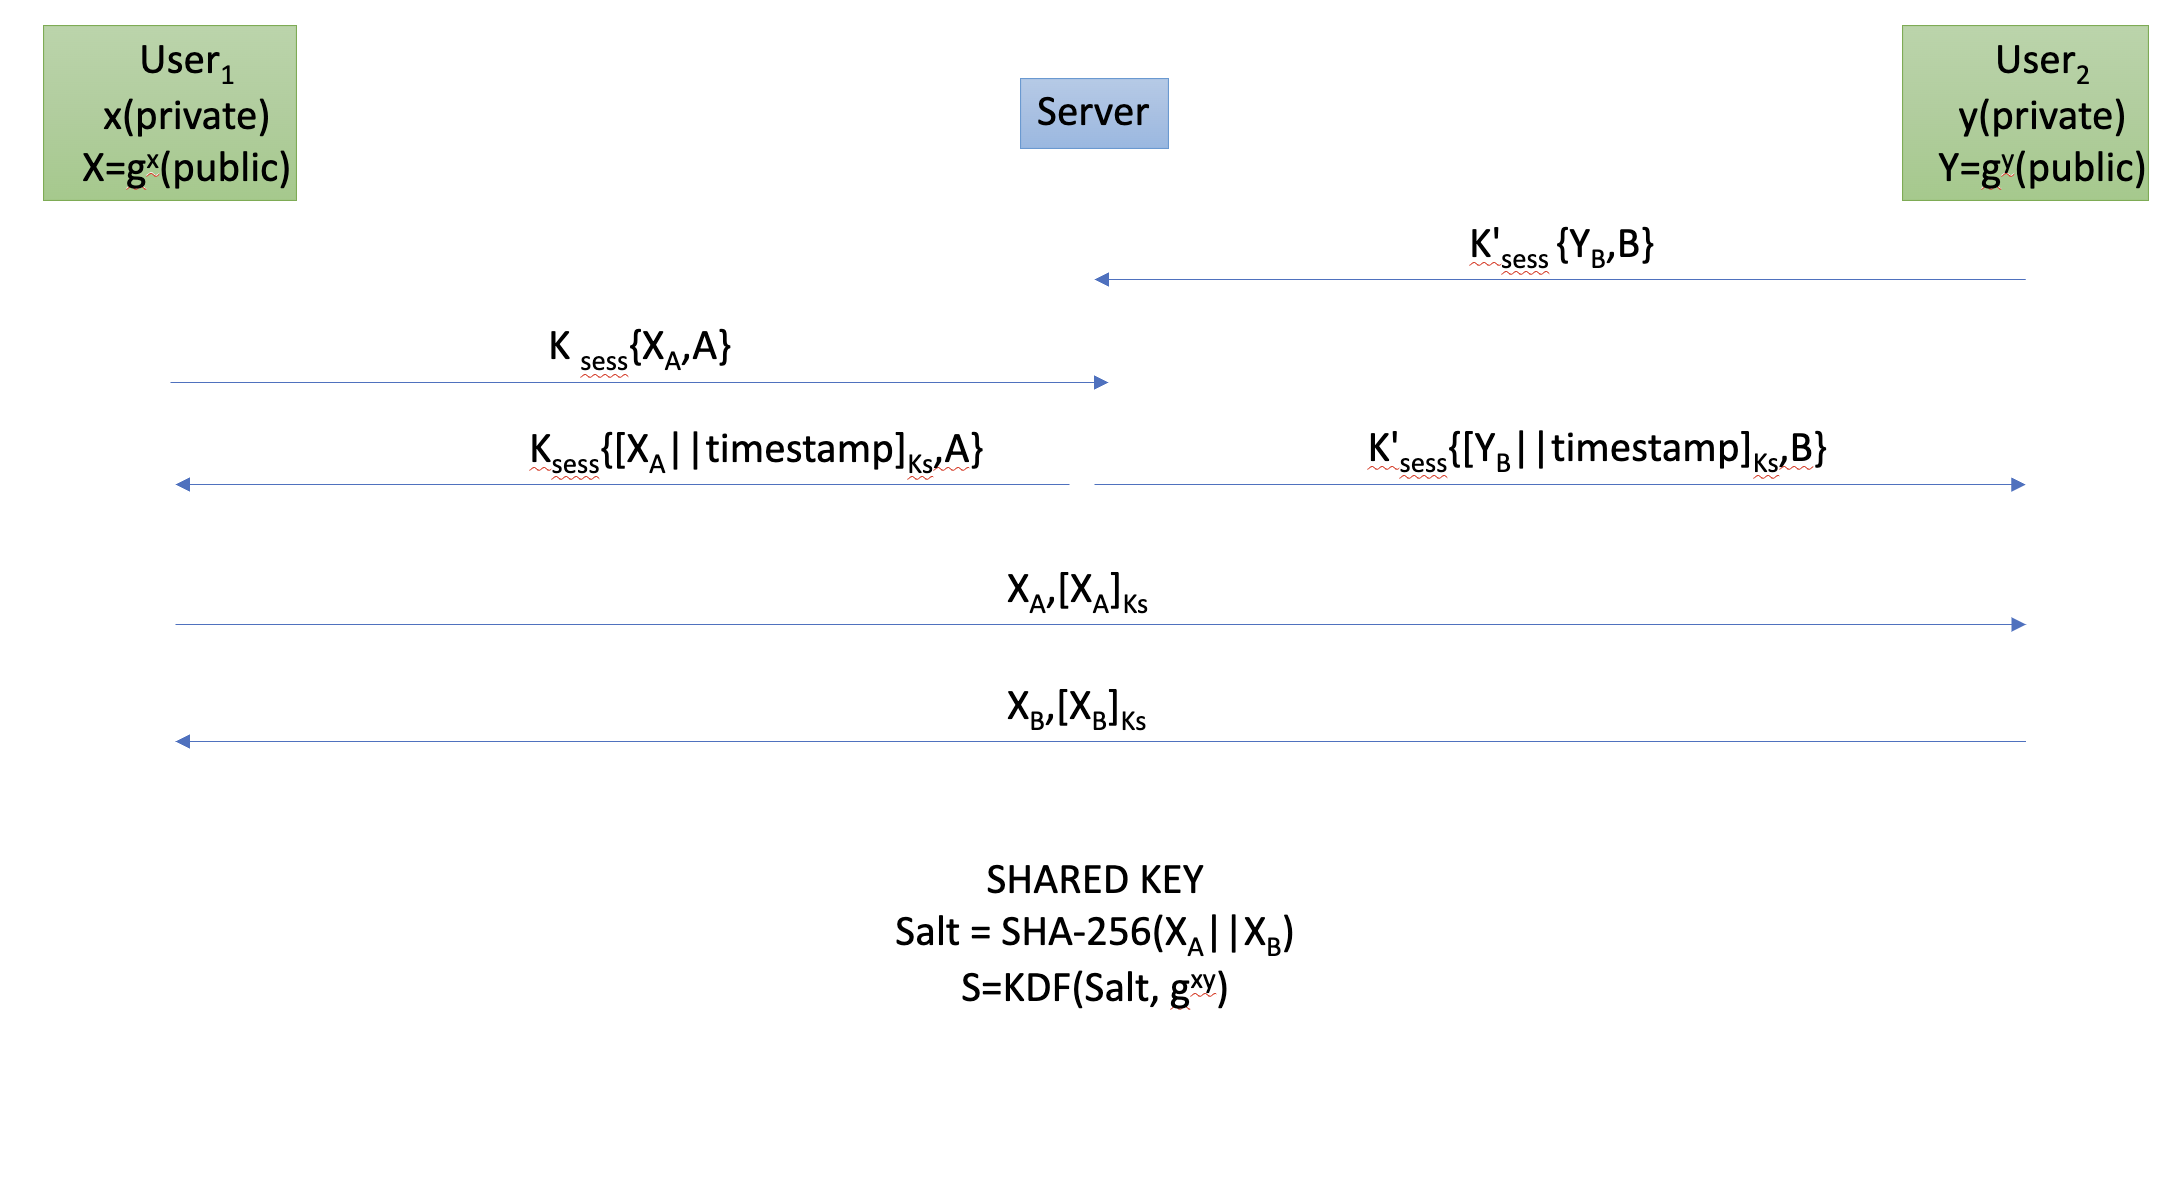 User₁
x(private)
X=gˣ(public)
Server
User₂
y(private)
Y=gʸ(public)
K'sess {YB,B}
K sess{XA,A}
Ksess{[XA||timestamp]Ks,A}
K'sess{[YB||timestamp]Ks,B}
XA,[XA]Ks
XB,[XB]Ks
SHARED KEY
Salt = SHA-256(XA||XB)
S=KDF(Salt, gˣʸ)